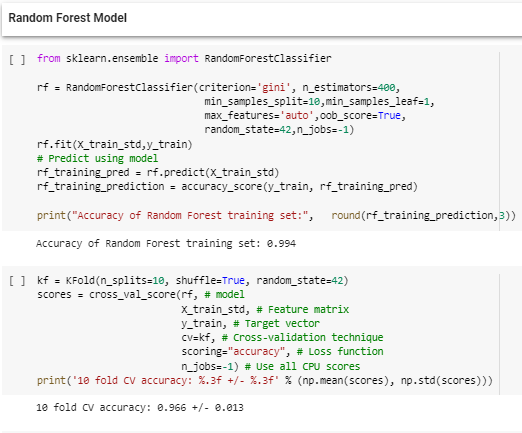 Random Forest Model
[ ] from sklearn.ensemble import RandomForestClassifier
rf = RandomForestClassifier(criterion='gini', n_estimators=400,
min_samples_split=10,min_samples_leaf=1,
max_features='auto',oob_score=True,
random_state=42,n_jobs=-1)
rf.fit(X_train_std,y_train)
# Predict using model
rf_training_pred = rf.predict(X_train_std)
rf_training_prediction = accuracy_score(y_train, rf_training_pred)
print("Accuracy of Random Forest training set:", round(rf_training_prediction,3))
Accuracy of Random Forest training set: 0.994
[ ] kf = KFold(n_splits=10, shuffle=True, random_state=42)
scores = cross_val_score(rf, # model
X_train_std, # Feature matrix
y_train, # Target vector
cv=kf, # Cross-validation technique
scoring="accuracy", # Loss function
n_jobs=-1) # Use all CPU scores
print('10 fold CV accuracy: %.3f +/- %.3f' % (np.mean(scores), np.std(scores)))
10 fold CV accuracy: 0.966 +/- 0.013